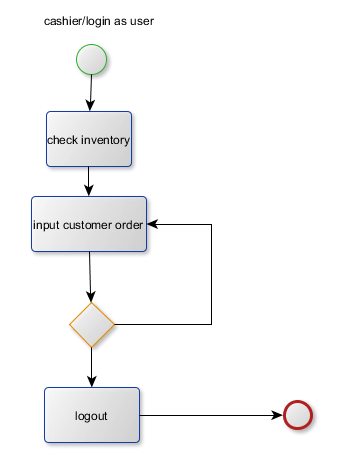 cashier/login as user
check inventory
input customer order
logout